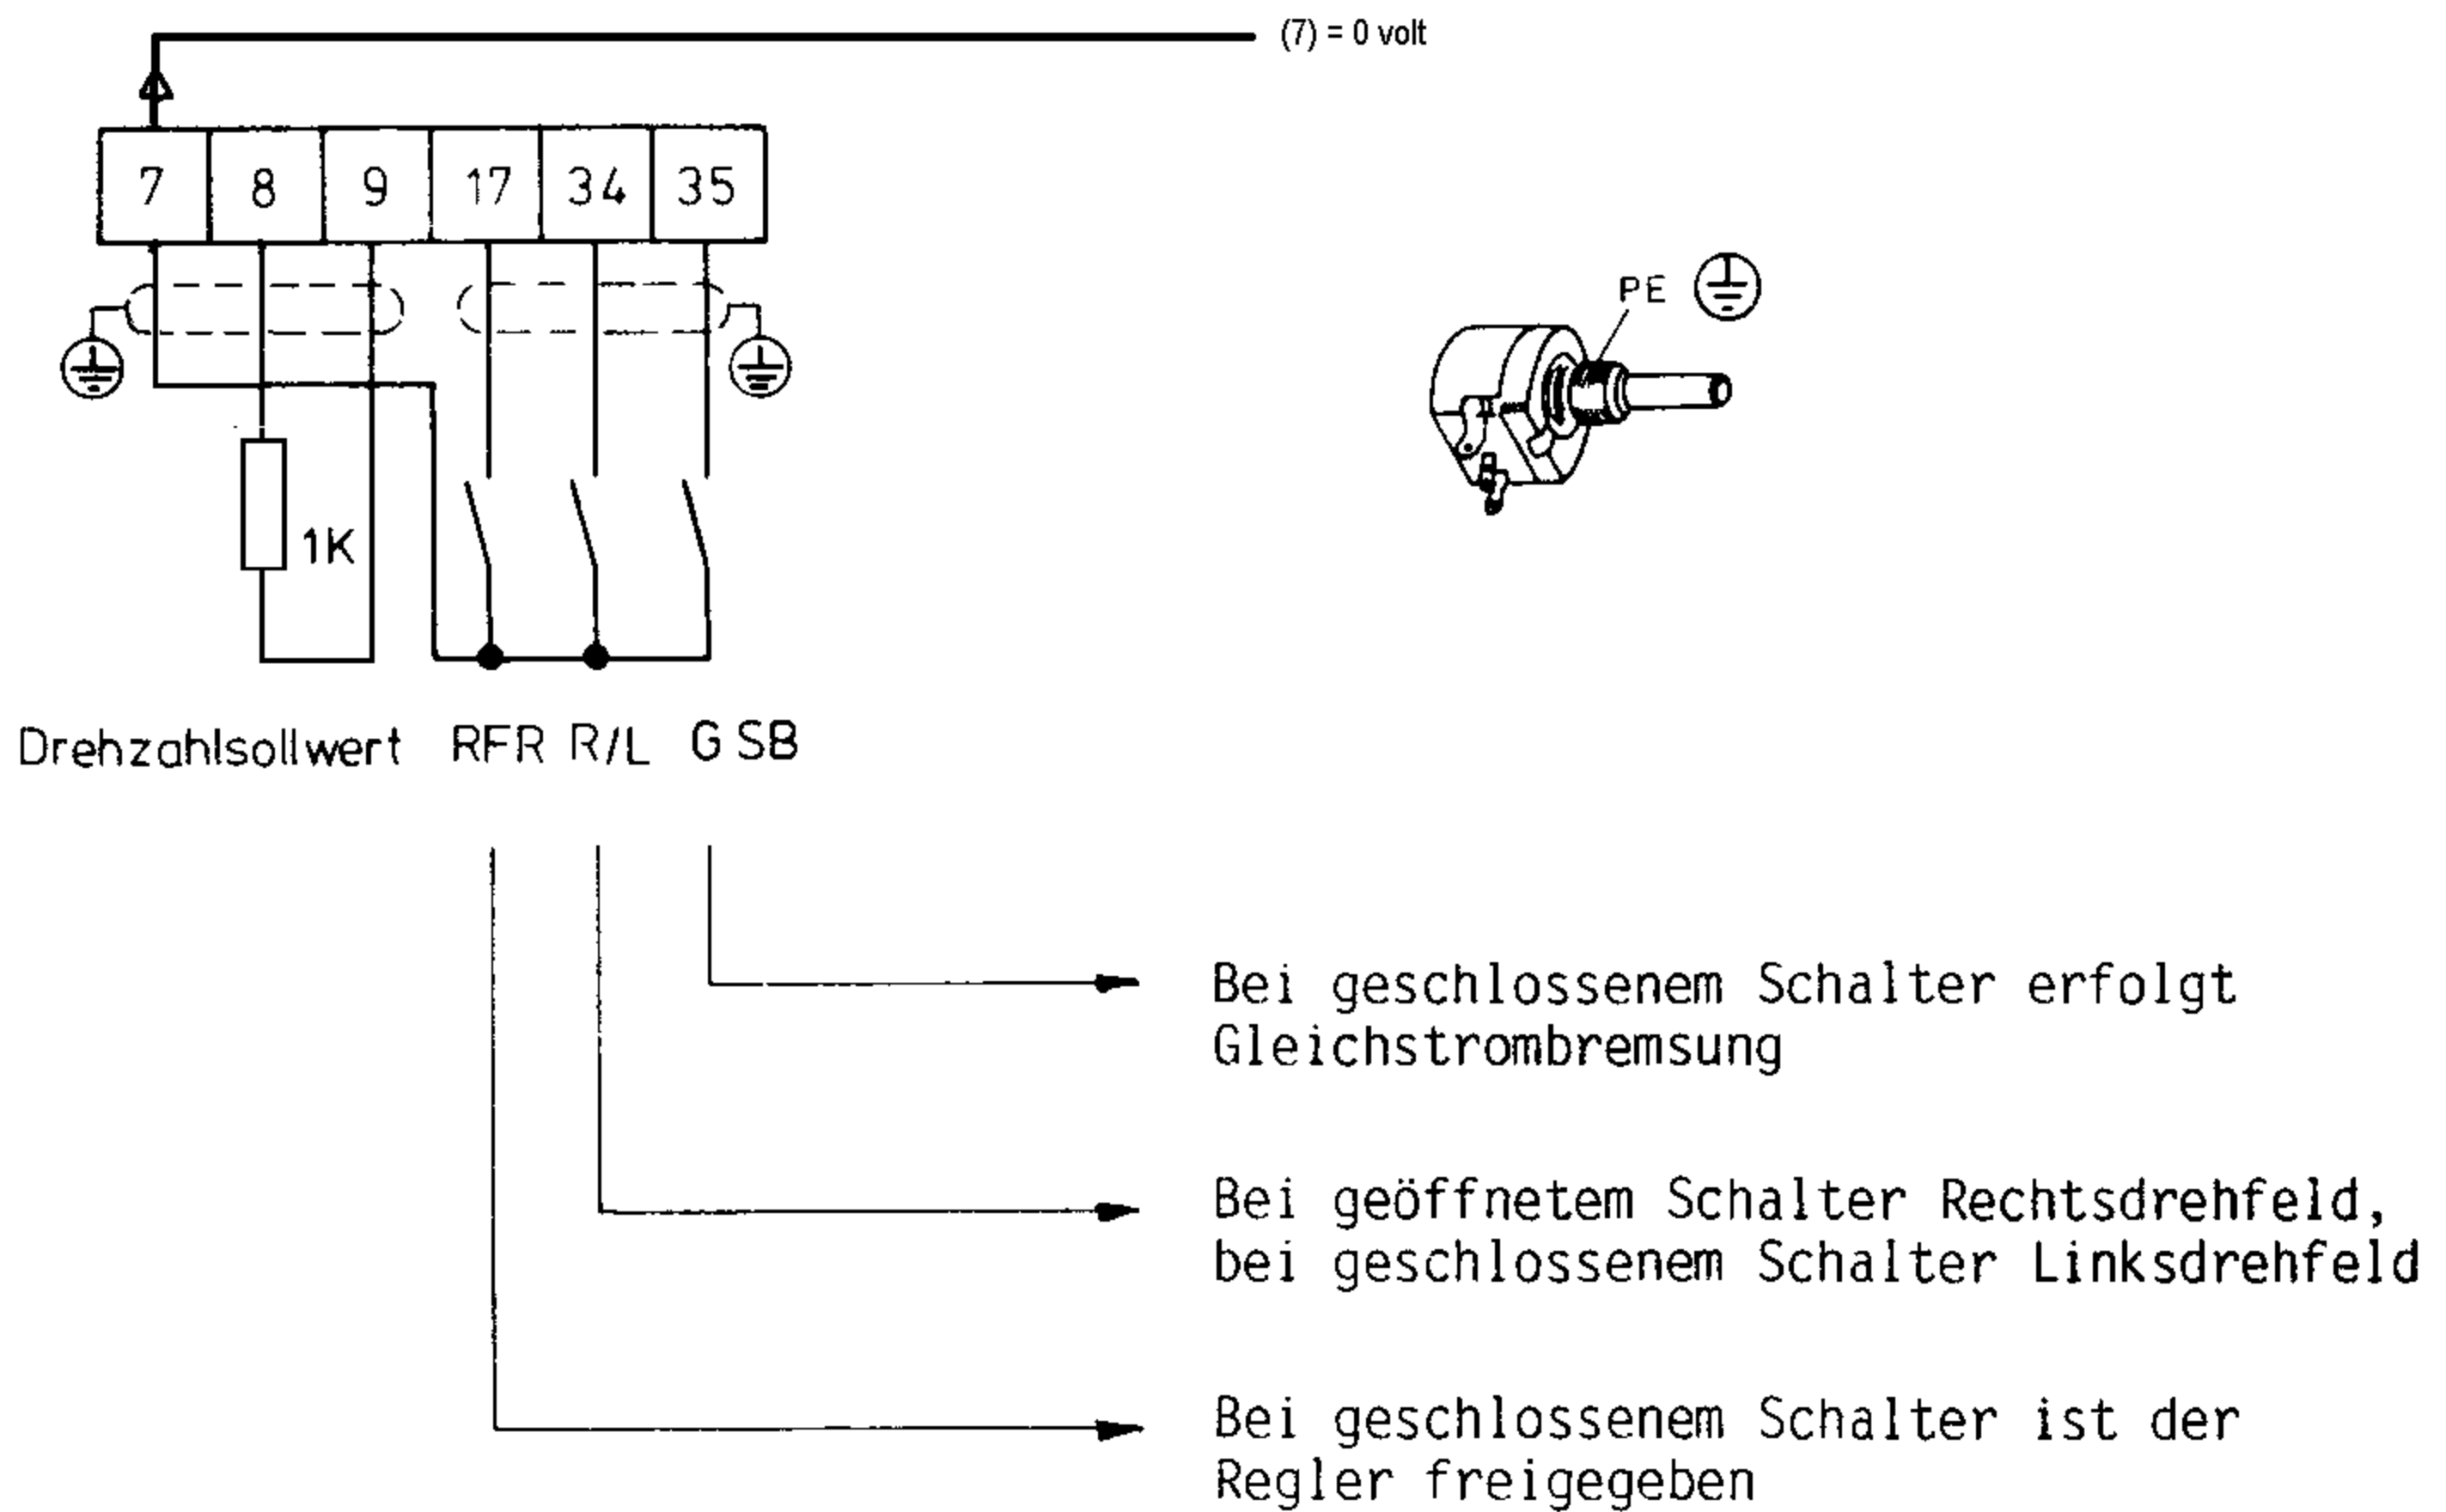 (7) = 0 volt
7 8 9 17 34 35
PE
1K
Drehzahlsollwert RFR R/L GSB
Bei geschlossenem Schalter erfolgt
Gleichstrombremsung
Bei geöffnetem Schalter Rechtsdrehfeld,
bei geschlossenem Schalter Linksdrehfeld
Bei geschlossenem Schalter ist der
Regler freigegeben